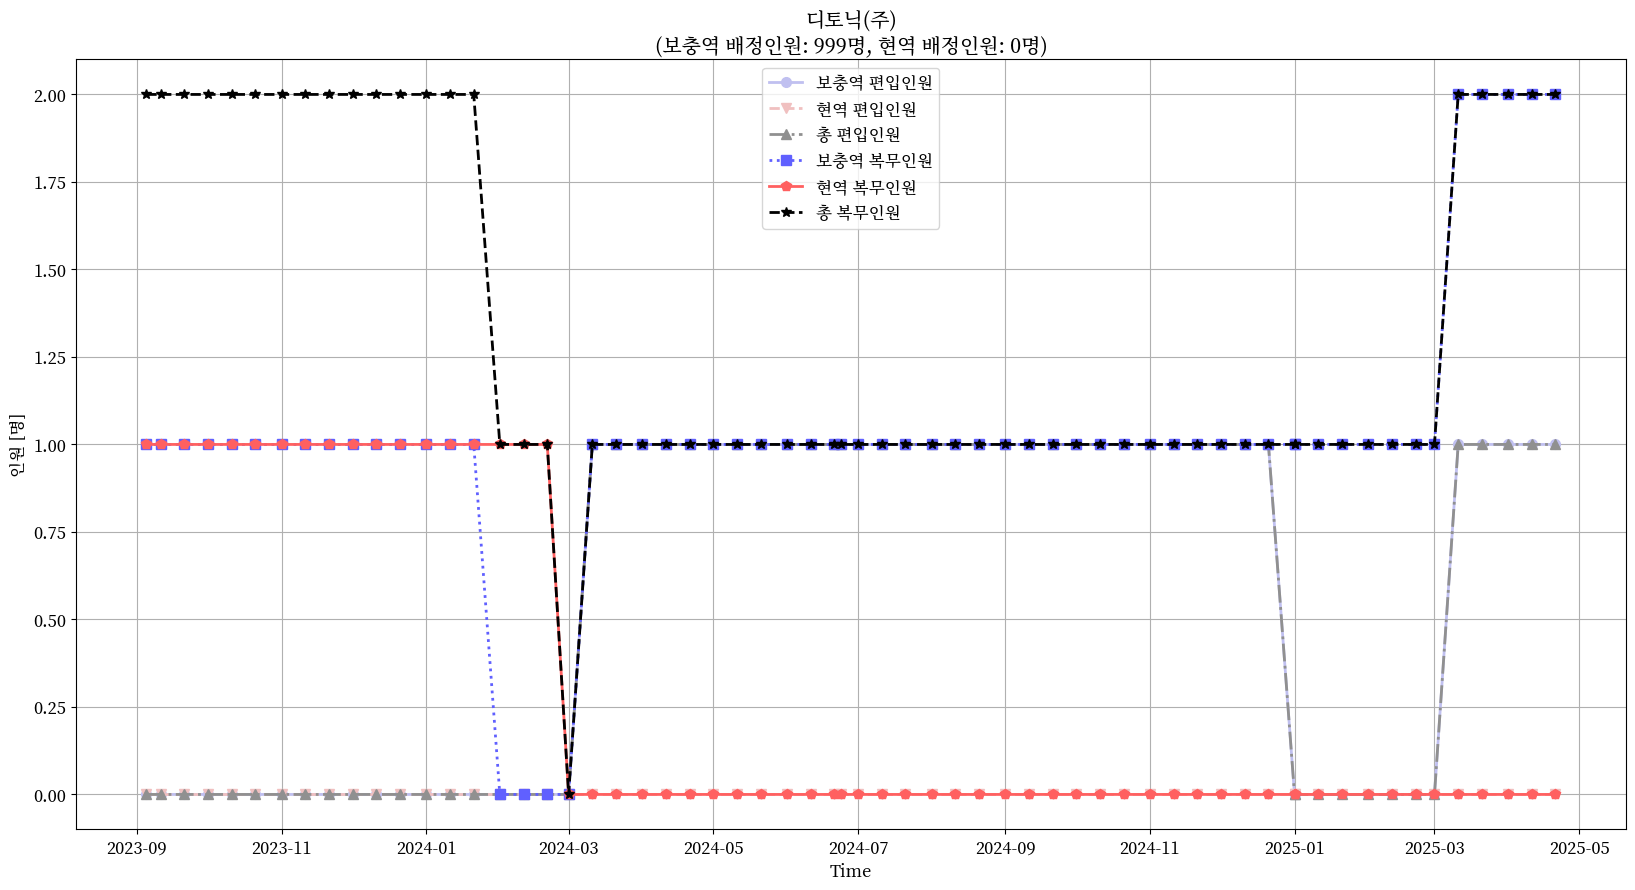 디토닉(주)
(보충역 배정인원: 999명, 현역 배정인원: 0명)
보충역 편입인원
현역 편입인원
총 편입인원
보충역 복무인원
현역 복무인원
총 복무인원
인원 [명]
2.00
1.75
1.50
1.25
1.00
0.75
0.50
0.25
0.00
2023-09 2023-11 2024-01 2024-03 2024-05 2024-07 2024-09 2024-11 2025-01 2025-03 2025-05
Time